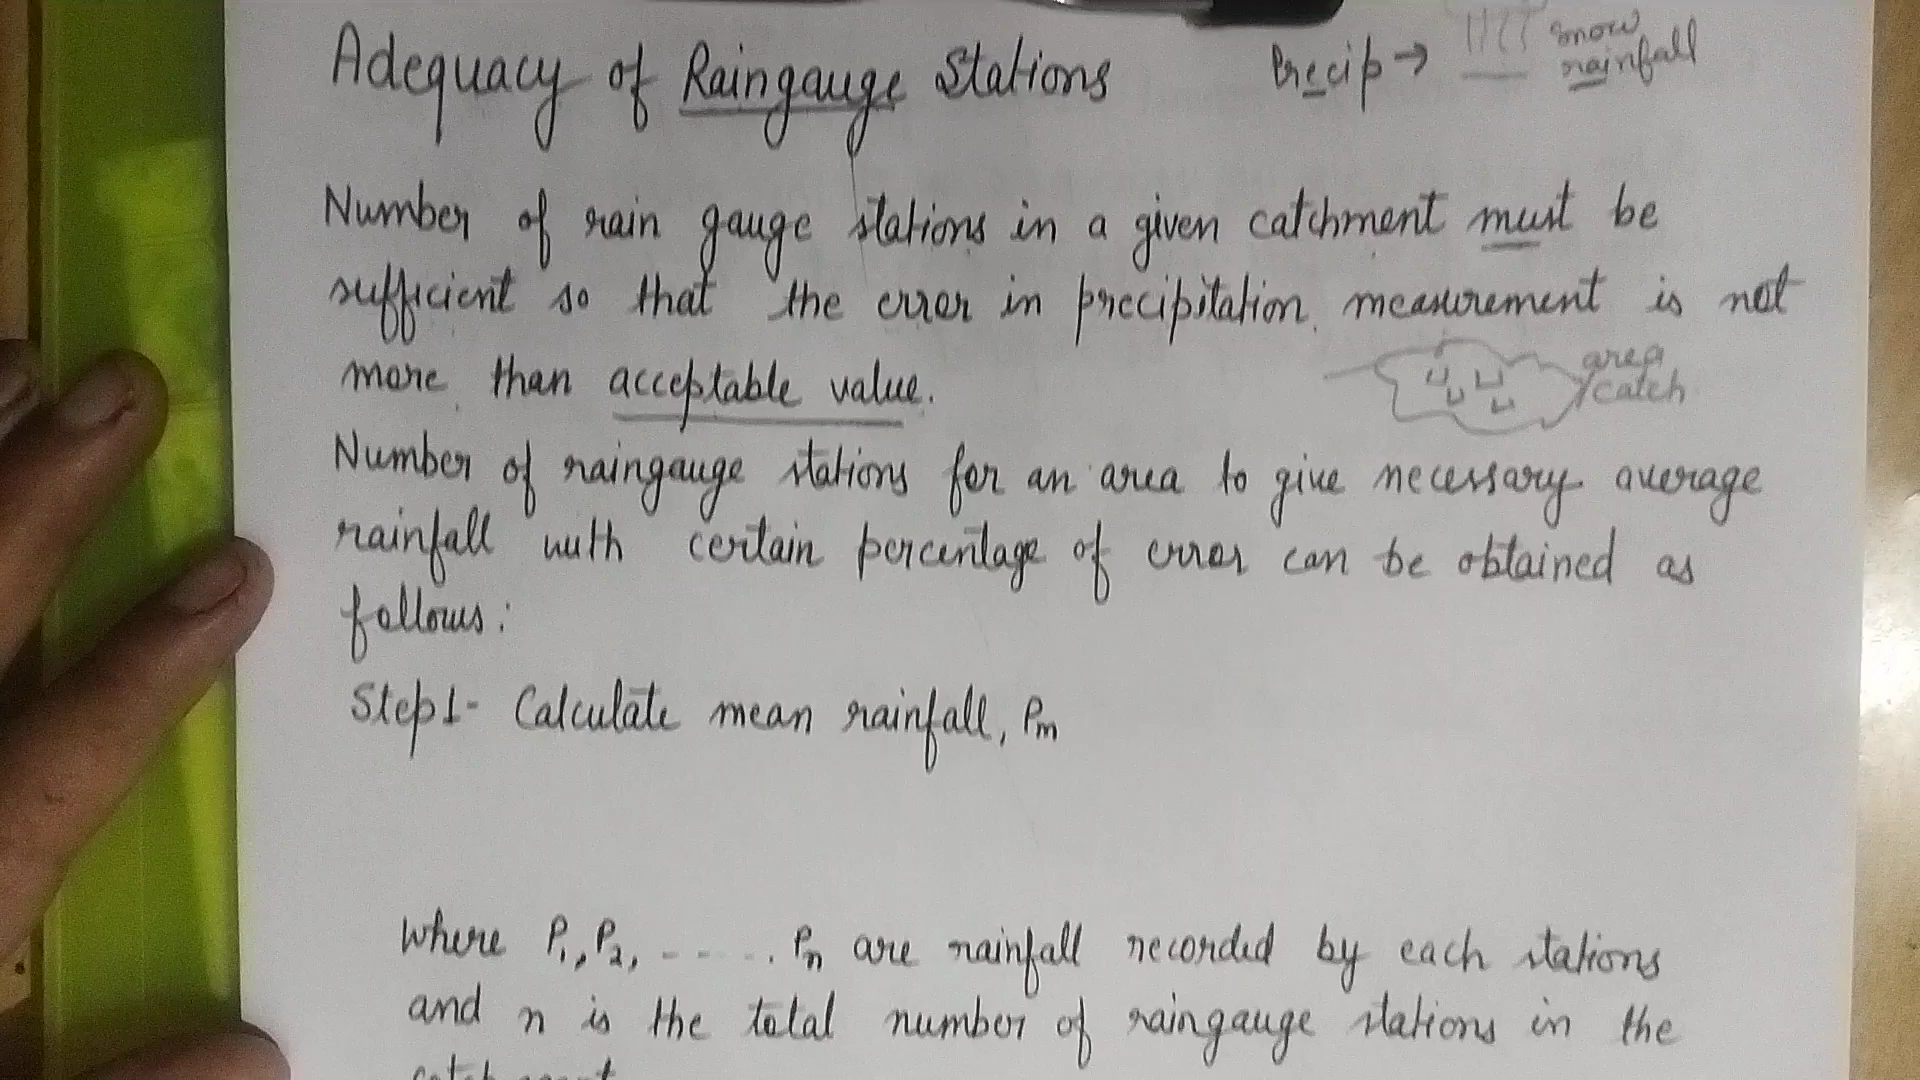 Adequacy of Raingauge Stations
Precip → snow
rainfall
Number of rain gauge stations in a given catchment must be
sufficient so that the error in precipitation measurement is not
more than acceptable value.
area
catch
Number of raingauge stations for an area to give necessary average
rainfall with certain percentage of error can be obtained as
follows:
Step1- Calculate mean rainfall, Pm
where P1, P2, ------. Pn are rainfall recorded by each stations
and n is the total number of raingauge stations in the